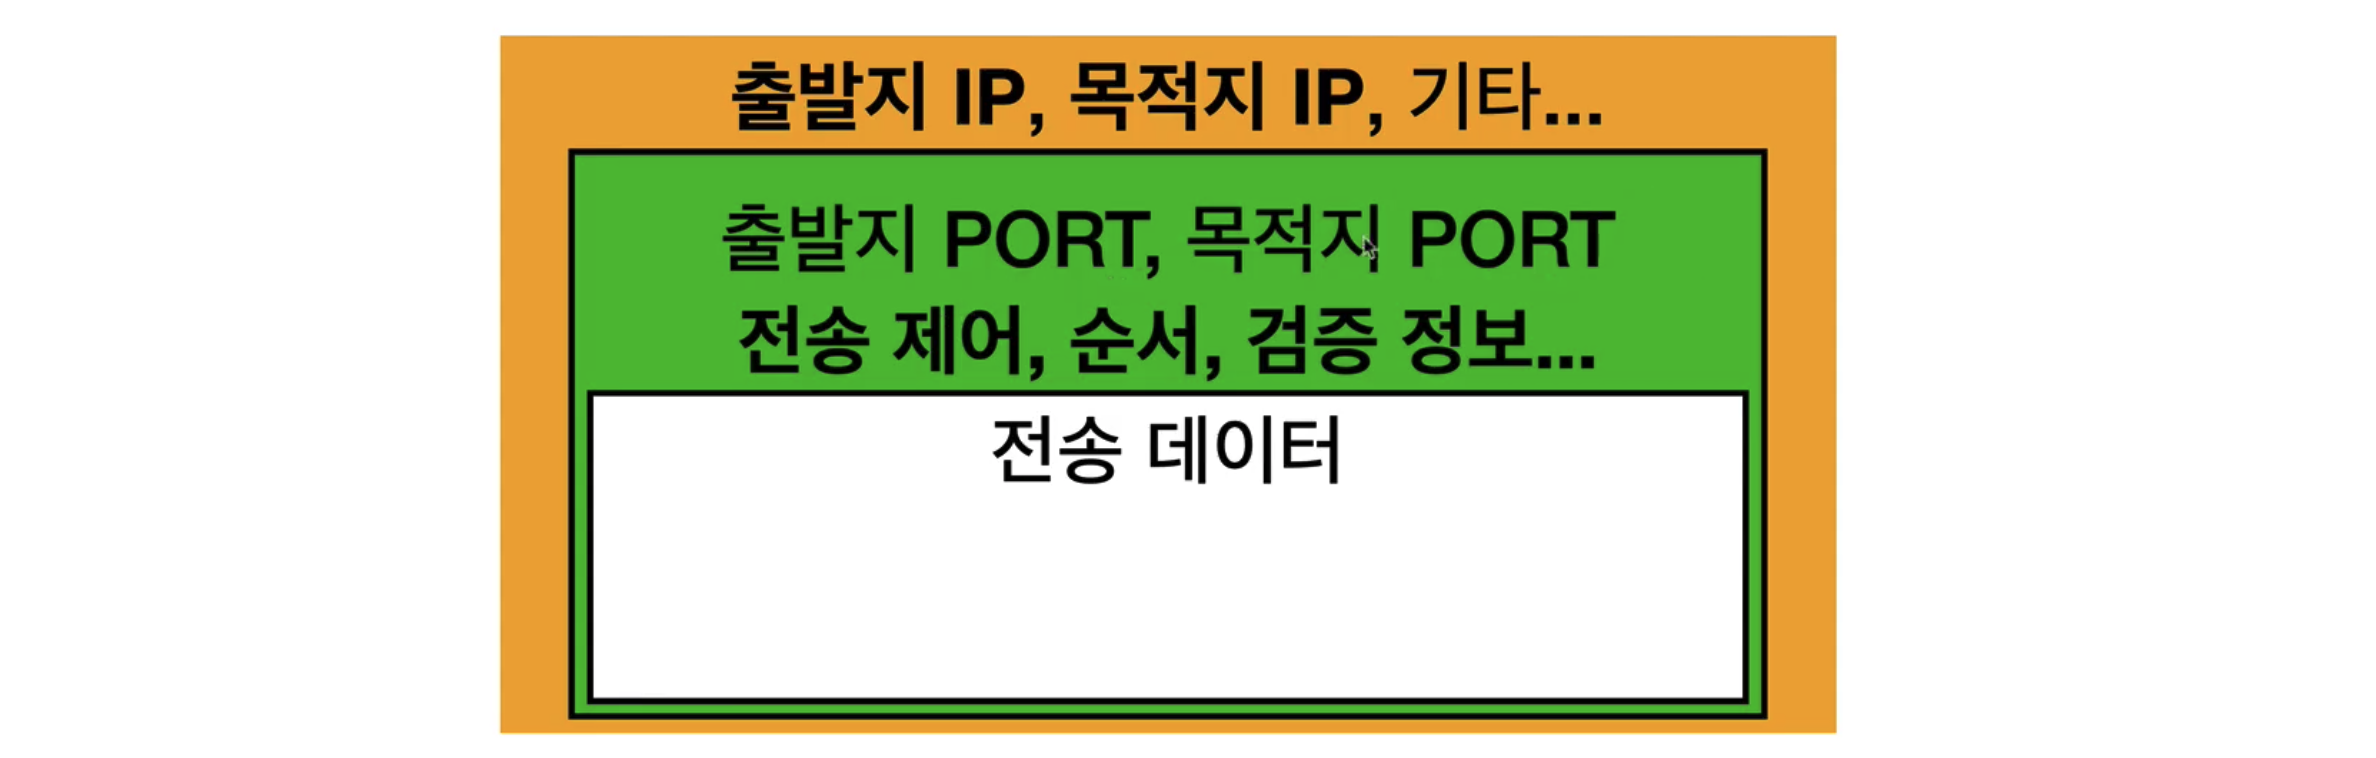 출발지 IP, 목적지 IP, 기타...
출발지 PORT, 목적지 PORT
전송 제어, 순서, 검증 정보...
전송 데이터